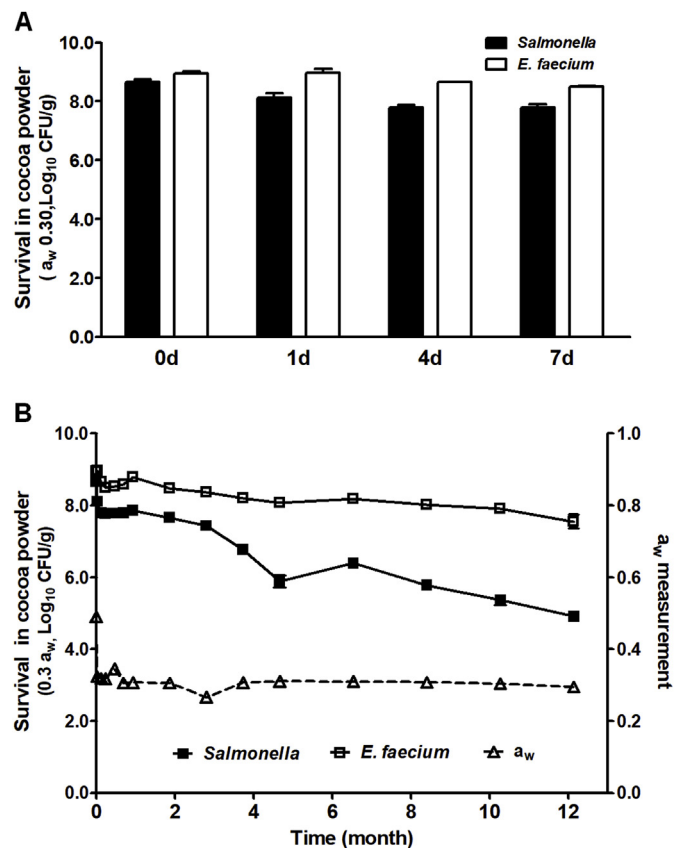 A
Salmonella
E. faecium
Survival in cocoa powder
( aw 0.30,Log10 CFU/g)
10.0
8.0
6.0
4.0
2.0
0.0
0d 1d 4d 7d
B
Survival in cocoa powder
(0.3 aw, Log10 CFU/g)
10.0
8.0
6.0
4.0
2.0
0.0
1.0
0.8
0.6
0.4
0.2
0.0
aw measurement
Salmonella E. faecium aw
0 2 4 6 8 10 12
Time (month)